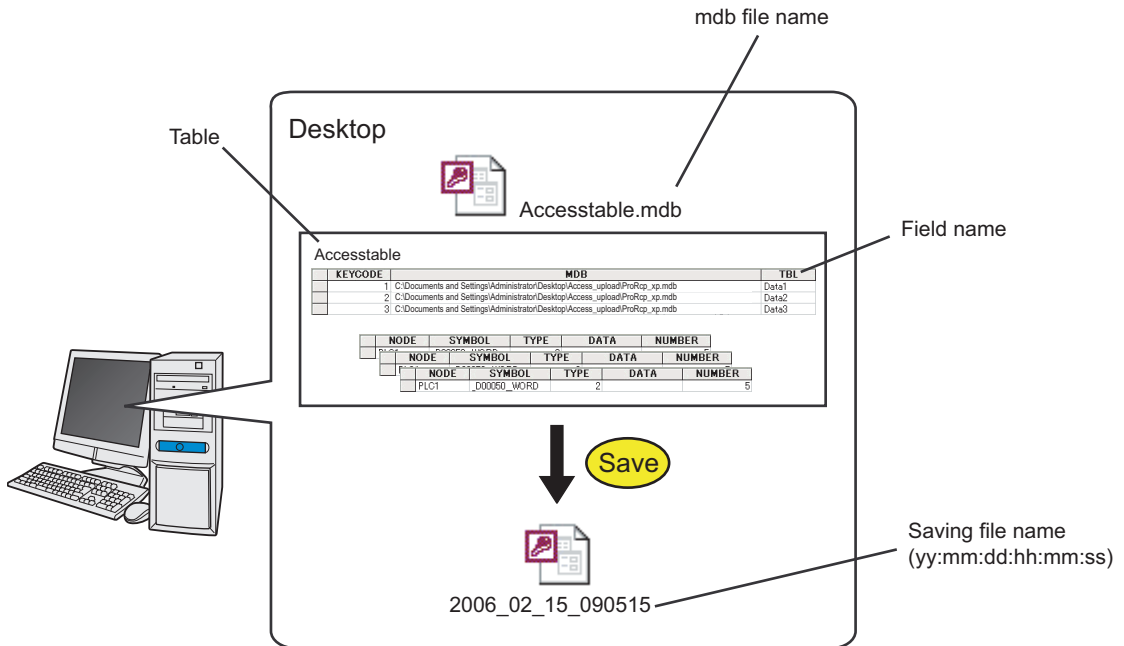 mdb file name
Table
Desktop
Accesstable.mdb
Field name
Accesstable
KEYCODE MDB TBL
1 C:\Documents and Settings\Administrator\Desktop\Access_upload\ProRcp_xp.mdb Data1
2 C:\Documents and Settings\Administrator\Desktop\Access_upload\ProRcp_xp.mdb Data2
3 C:\Documents and Settings\Administrator\Desktop\Access_upload\ProRcp_xp.mdb Data3
NODE SYMBOL TYPE DATA NUMBER
NODE SYMBOL TYPE DATA NUMBER
NODE SYMBOL TYPE DATA NUMBER
PLC1 _D00050_WORD 2 5
Save
Saving file name
(yy:mm:dd:hh:mm:ss)
2006_02_15_090515